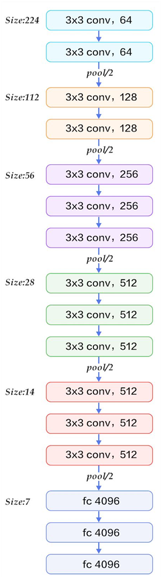 Size:224
3x3 conv, 64
3x3 conv, 64
pool/2
Size:112
3x3 conv, 128
3x3 conv, 128
pool/2
Size:56
3x3 conv, 256
3x3 conv, 256
3x3 conv, 256
pool/2
Size:28
3x3 conv, 512
3x3 conv, 512
3x3 conv, 512
pool/2
Size:14
3x3 conv, 512
3x3 conv, 512
3x3 conv, 512
pool/2
Size:7
fc 4096
fc 4096
fc 4096